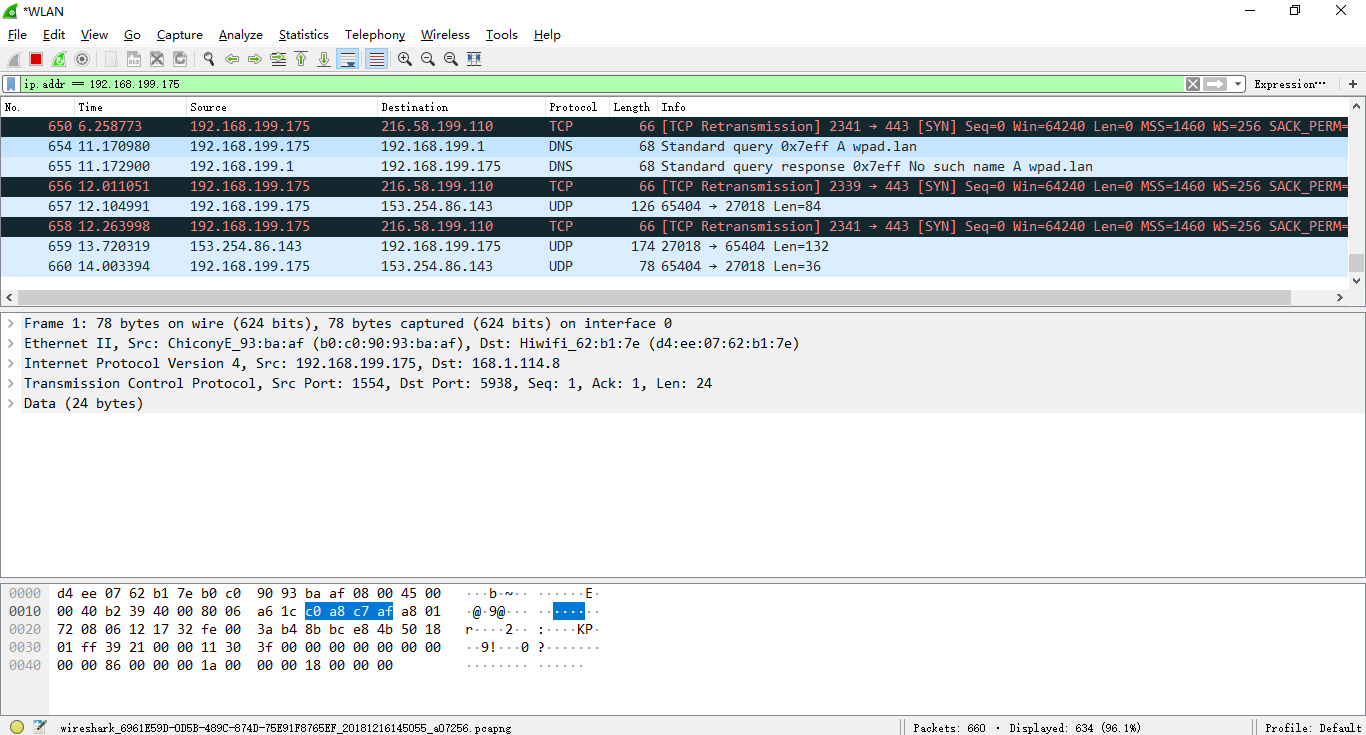 *WLAN
File Edit View Go Capture Analyze Statistics Telephony Wireless Tools Help
ip.addr == 192.168.199.175 Expression… +
No. Time Source Destination Protocol Length Info
650 6.258773 192.168.199.175 216.58.199.110 TCP 66 [TCP Retransmission] 2341 → 443 [SYN] Seq=0 Win=64240 Len=0 MSS=1460 WS=256 SACK_PERM=
654 11.170980 192.168.199.175 192.168.199.1 DNS 68 Standard query 0x7eff A wpad.lan
655 11.172900 192.168.199.1 192.168.199.175 DNS 68 Standard query response 0x7eff No such name A wpad.lan
656 12.011051 192.168.199.175 216.58.199.110 TCP 66 [TCP Retransmission] 2339 → 443 [SYN] Seq=0 Win=64240 Len=0 MSS=1460 WS=256 SACK_PERM=
657 12.104991 192.168.199.175 153.254.86.143 UDP 126 65404 → 27018 Len=84
658 12.263998 192.168.199.175 216.58.199.110 TCP 66 [TCP Retransmission] 2341 → 443 [SYN] Seq=0 Win=64240 Len=0 MSS=1460 WS=256 SACK_PERM=
659 13.720319 153.254.86.143 192.168.199.175 UDP 174 27018 → 65404 Len=132
660 14.003394 192.168.199.175 153.254.86.143 UDP 78 65404 → 27018 Len=36
Frame 1: 78 bytes on wire (624 bits), 78 bytes captured (624 bits) on interface 0
Ethernet II, Src: ChiconyE_93:ba:af (b0:c0:90:93:ba:af), Dst: Hiwifi_62:b1:7e (d4:ee:07:62:b1:7e)
Internet Protocol Version 4, Src: 192.168.199.175, Dst: 168.1.114.8
Transmission Control Protocol, Src Port: 1554, Dst Port: 5938, Seq: 1, Ack: 1, Len: 24
Data (24 bytes)
0000 d4 ee 07 62 b1 7e b0 c0 90 93 ba af 08 00 45 00 ···b·~·· ······E·
0010 00 40 b2 39 40 00 80 06 a6 1c c0 a8 c7 af a8 01 ·@·9@··· ········
0020 72 08 06 12 17 32 fe 00 3a b4 8b bc e8 4b 50 18 r····2·· :····KP·
0030 01 ff 39 21 00 00 11 30 3f 00 00 00 00 00 00 00 ··9!···0 ?·······
0040 00 00 86 00 00 00 1a 00 00 00 18 00 00 00 ········ ······
wireshark_6961E59D-0D5B-489C-874D-75E91F8765EF_20181216145055_a07256.pcapng Packets: 660 · Displayed: 634 (96.1%) Profile: Default